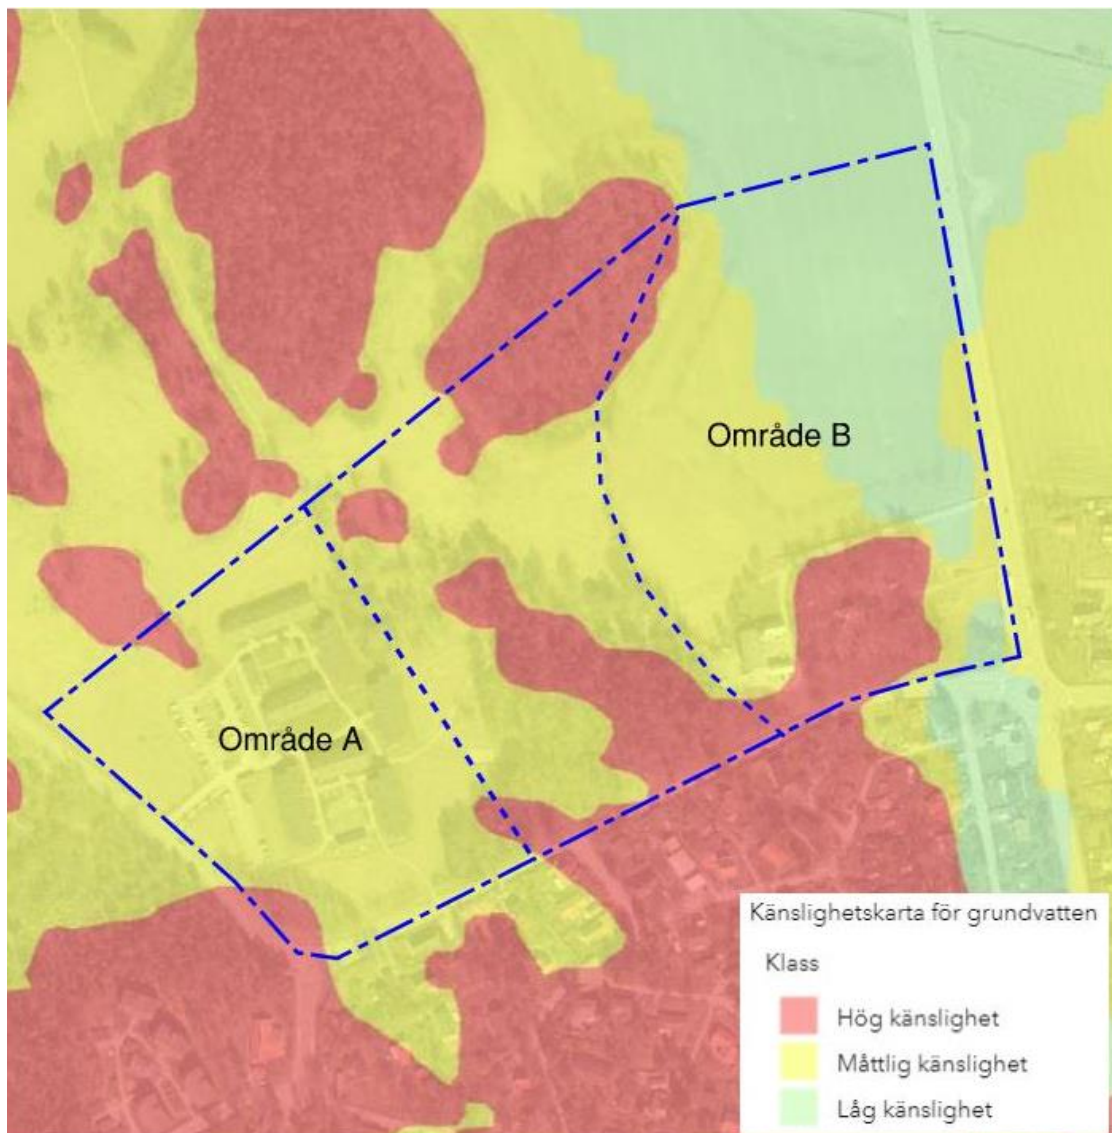 Område B
Område A
Känslighetskarta för grundvatten
Klass
Hög känslighet
Måttlig känslighet
Låg känslighet